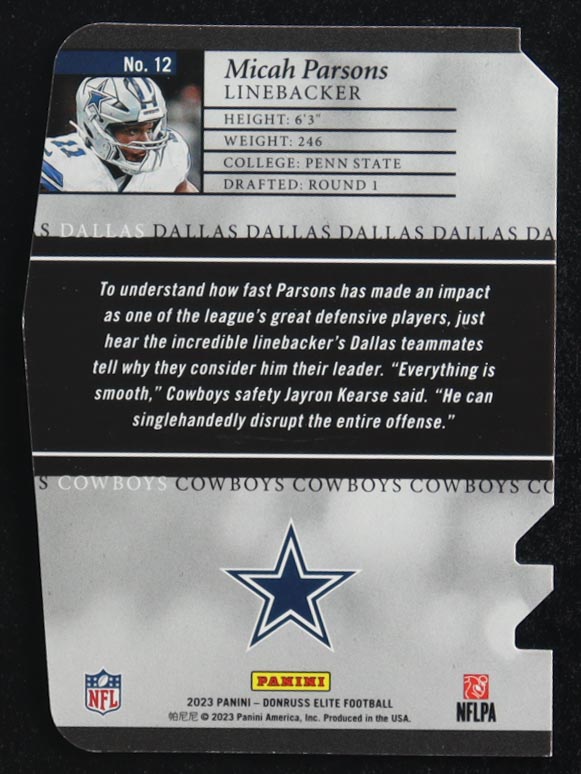 No. 12
Micah Parsons
LINEBACKER
HEIGHT: 6'3"
WEIGHT: 246
COLLEGE: PENN STATE
DRAFTED: ROUND 1
S DALLAS DALLAS DALLAS DALLAS DALLAS DA
To understand how fast Parsons has made an impact
as one of the league's great defensive players, just
hear the incredible linebacker's Dallas teammates
tell why they consider him their leader. "Everything is
smooth," Cowboys safety Jayron Kearse said. "He can
singlehandedly disrupt the entire offense."
S COWBOYS COWBOYS COWBOYS COWBOYS CO
PANINI
2023 PANINI – DONRUSS ELITE FOOTBALL
帕尼尼 © 2023 Panini America, Inc. Produced in the USA.
NFL
NFLPA
11